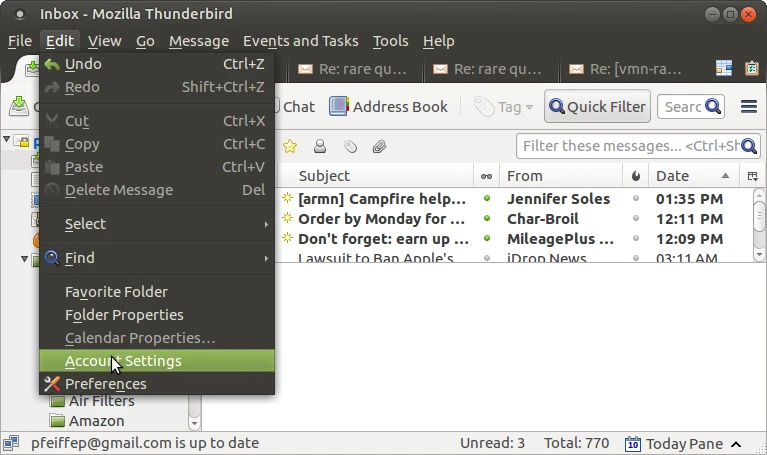 Inbox - Mozilla Thunderbird
File Edit View Go Message Events and Tasks Tools Help
Re: rare qu... Re: rare qu... Re: [vmn-ra...
Chat Address Book Tag Quick Filter Searc
Filter these messages... <Ctrl+Sh
Subject From Date
[armn] Campfire help... Jennifer Soles 01:35 PM
Order by Monday for ... Char-Broil 12:11 PM
Don't forget: earn up ... MileagePlus ... 12:09 PM
Lawsuit to Ban Apple's iDrop News 03:11 AM
Undo Ctrl+Z
Redo Shift+Ctrl+Z
Cut Ctrl+X
Copy Ctrl+C
Paste Ctrl+V
Delete Message Del
Select
Find
Favorite Folder
Folder Properties
Calendar Properties...
Account Settings
Preferences
Air Filters
Amazon
pfeiffep@gmail.com is up to date Unread: 3 Total: 770 10 Today Pane